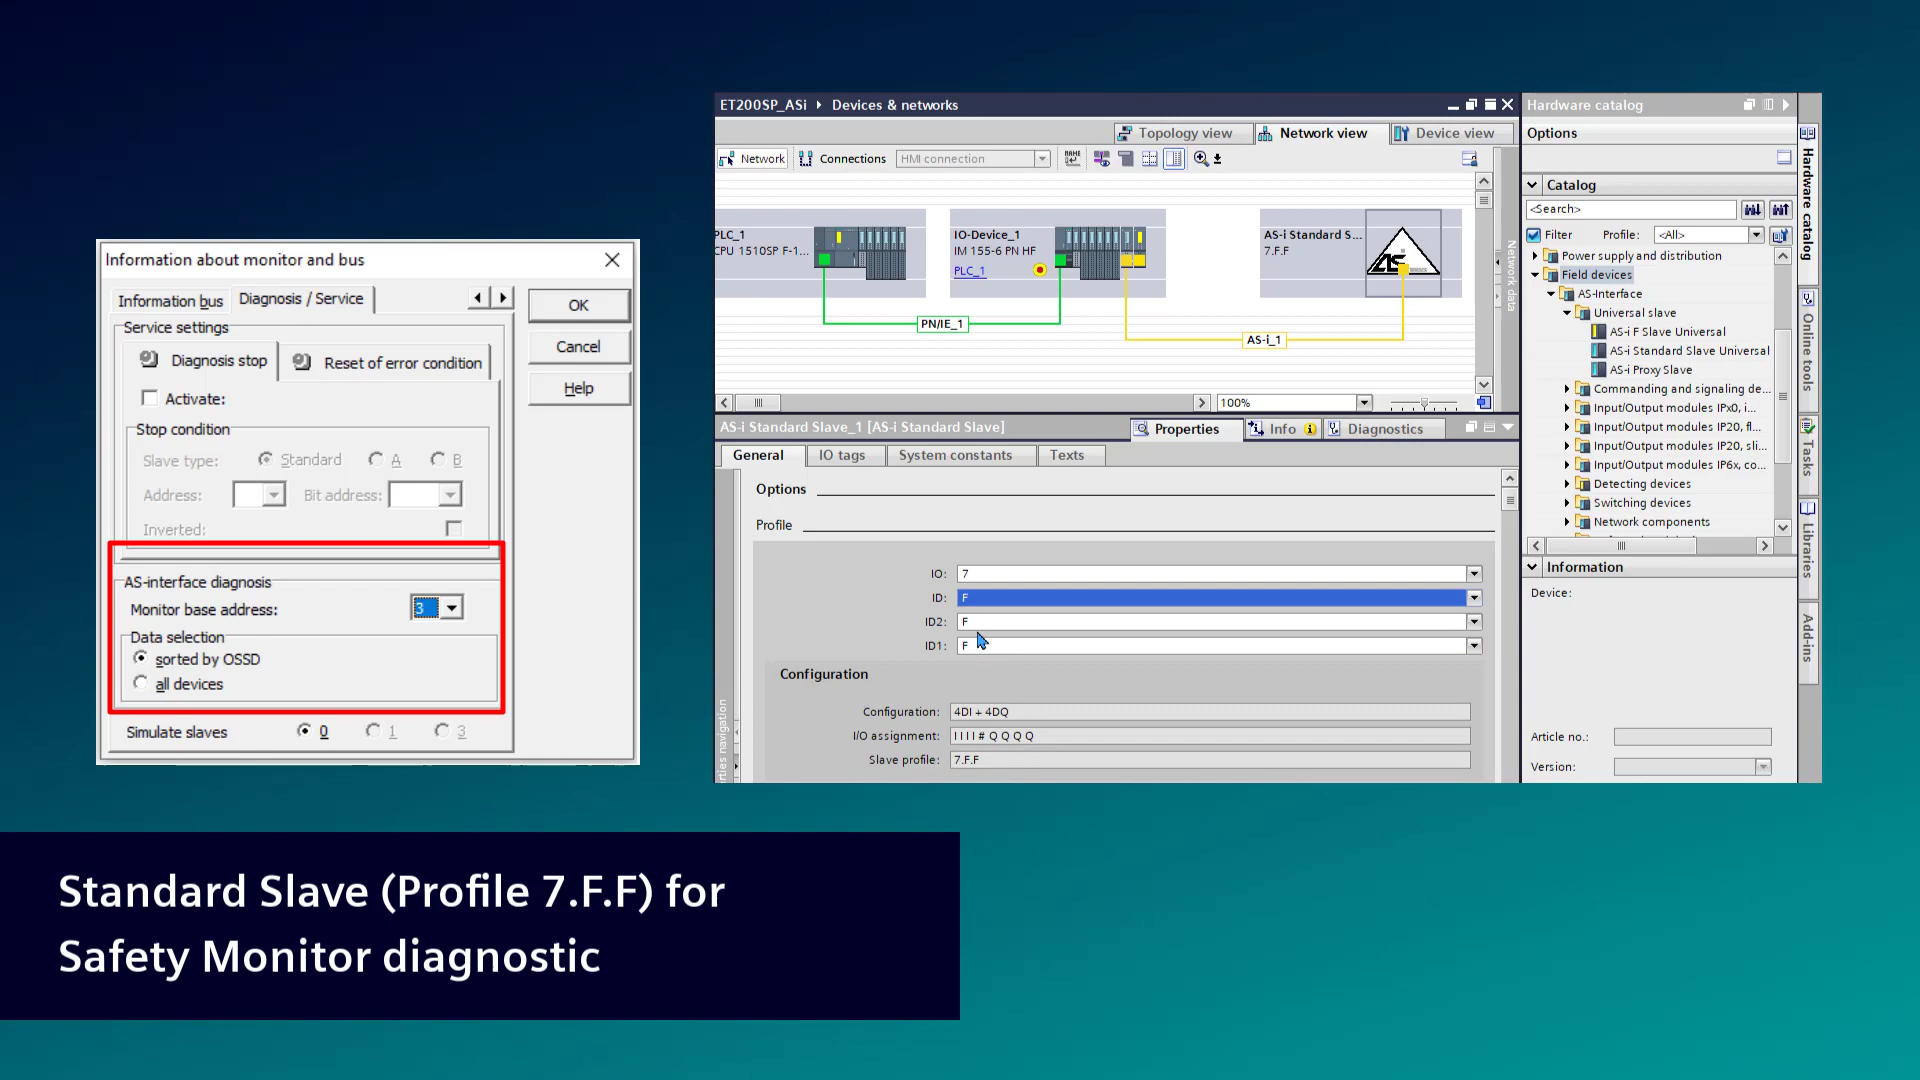 Information about monitor and bus
Information bus
Diagnosis / Service
OK
Cancel
Help
Service settings
Diagnosis stop
Reset of error condition
Activate:
Stop condition
Slave type:
Standard
A
B
Address:
Bit address:
Inverted:
AS-interface diagnosis
Monitor base address:
3
Data selection
sorted by OSSD
all devices
Simulate slaves
0
1
3
ET200SP_ASi
Devices & networks
Topology view
Network view
Device view
Network
Connections
HMI connection
PLC_1
CPU 1510SP F-1...
IO-Device_1
IM 155-6 PN HF
PLC_1
AS-i Standard S...
7.F.F
PN/IE_1
AS-i_1
Network data
100%
AS-i Standard Slave_1 [AS-i Standard Slave]
Properties
Info
Diagnostics
General
IO tags
System constants
Texts
Options
Profile
IO:
7
ID:
F
ID2:
F
ID1:
F
Configuration
Configuration:
4DI + 4DQ
I/O assignment:
I I I I # Q Q Q Q
Slave profile:
7.F.F
Hardware catalog
Options
Catalog
<Search>
Filter
Profile:
<All>
Power supply and distribution
Field devices
AS-Interface
Universal slave
AS-i F Slave Universal
AS-i Standard Slave Universal
AS-i Proxy Slave
Commanding and signaling de...
Input/Output modules IPx0, i...
Input/Output modules IP20, fl...
Input/Output modules IP20, sli...
Input/Output modules IP6x, co...
Detecting devices
Switching devices
Network components
Information
Device:
Article no.:
Version:
Hardware catalog
Online tools
Tasks
Libraries
Add-ins
Standard Slave (Profile 7.F.F) for
Safety Monitor diagnostic